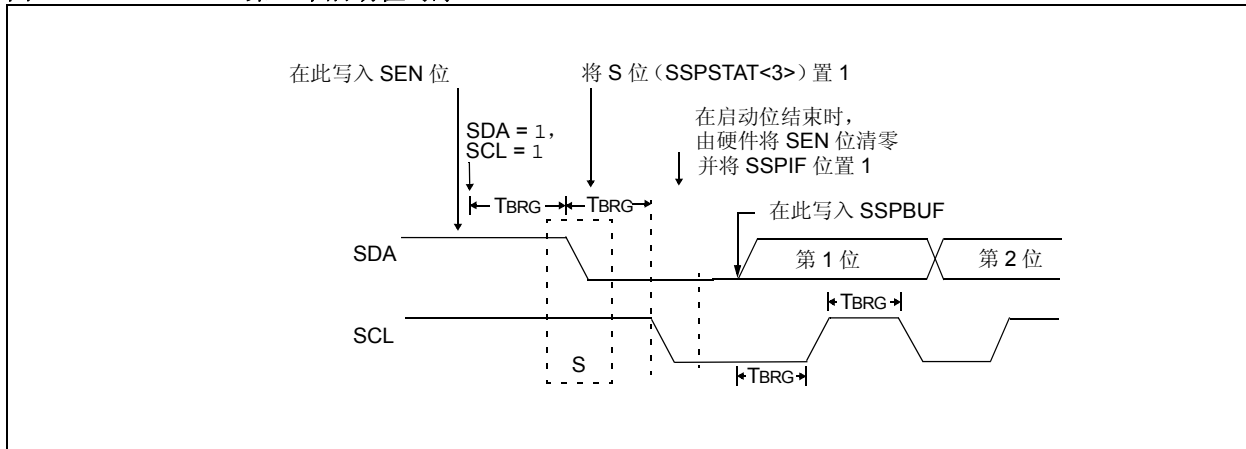 在此写入 SEN 位
将 S 位（SSPSTAT<3>）置 1
SDA = 1，
SCL = 1
在启动位结束时，
由硬件将 SEN 位清零
并将 SSPIF 位置 1
TBRG
TBRG
在此写入 SSPBUF
SDA
第 1 位
第 2 位
TBRG
SCL
S
TBRG